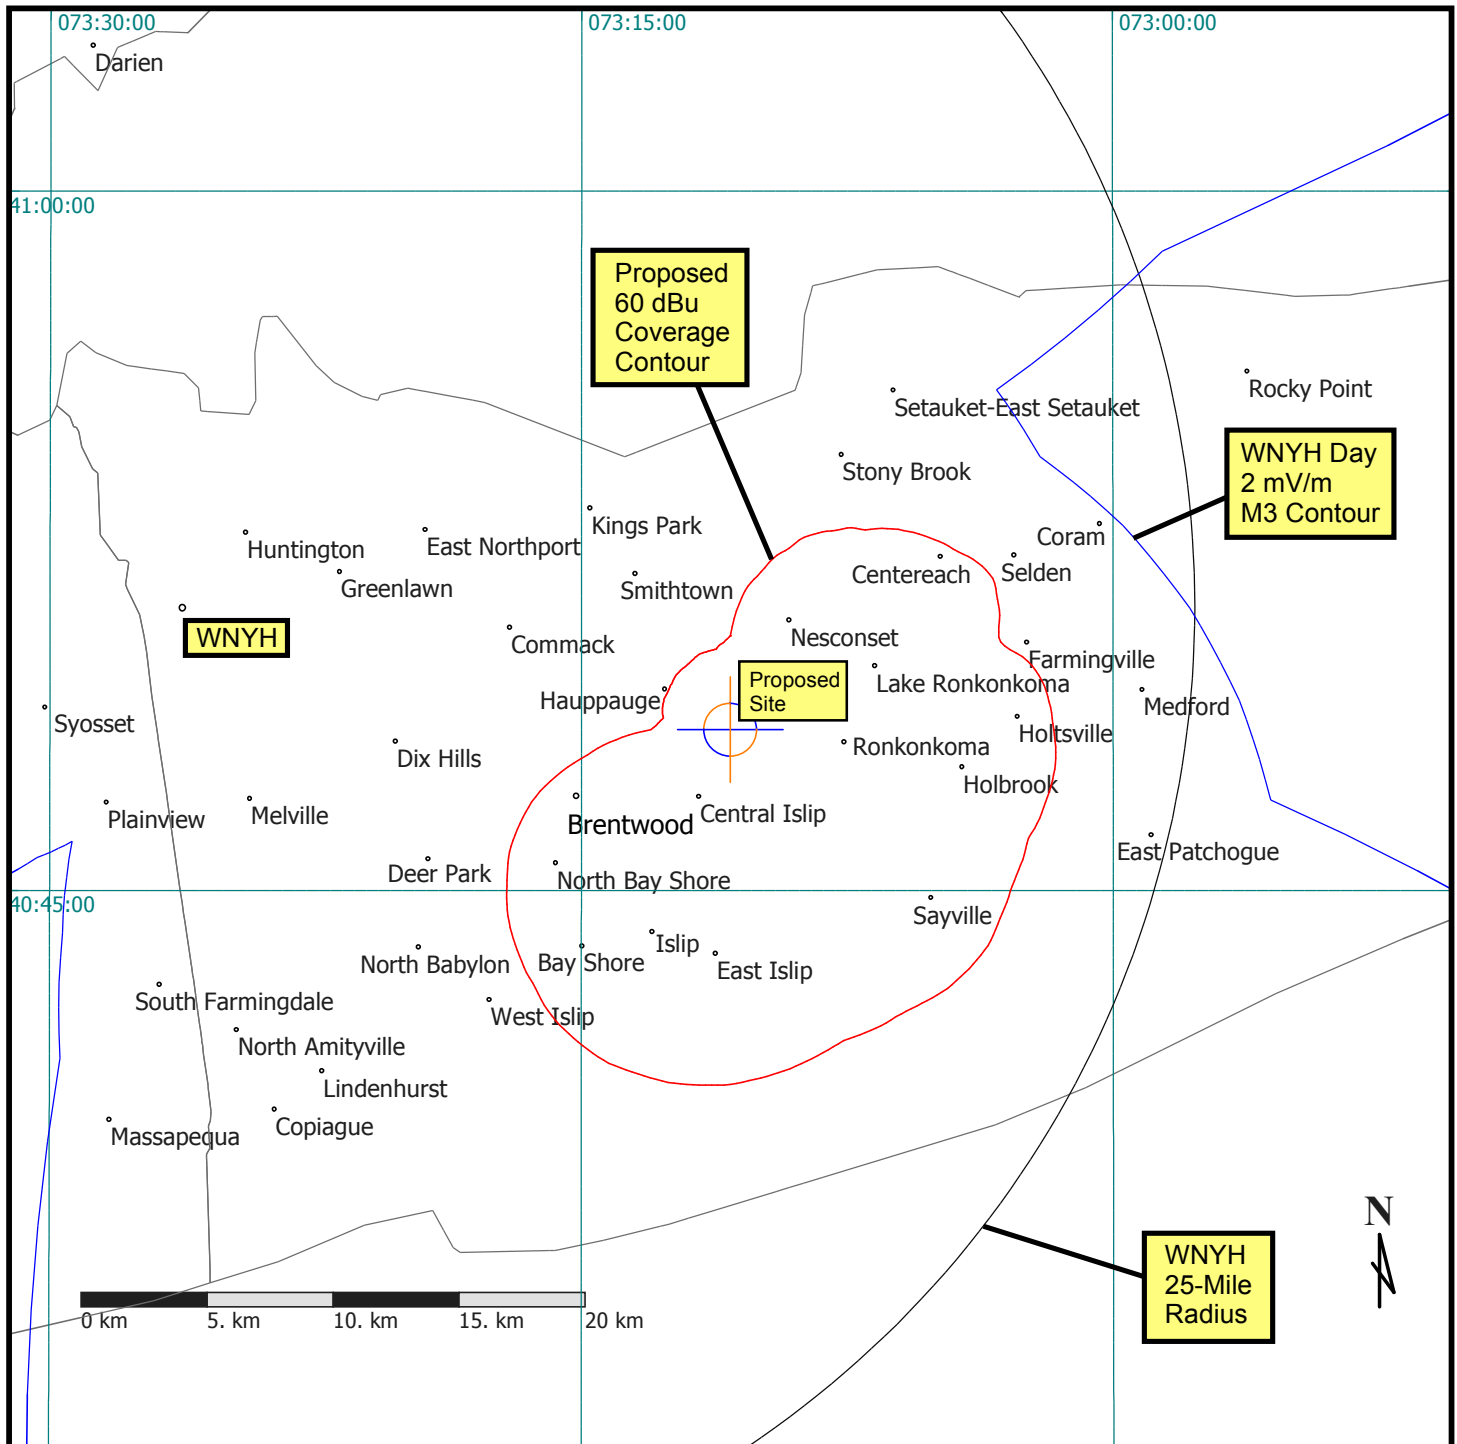 073:30:00
073:15:00
073:00:00
Darien
41:00:00
Proposed
60 dBu
Coverage
Contour
Rocky Point
Setauket-East Setauket
WNYH Day
2 mV/m
M3 Contour
Stony Brook
Kings Park
Coram
East Northport
Huntington
Centereach
Selden
Greenlawn
Smithtown
WNYH
Commack
Nesconset
Farmingville
Proposed
Site
Lake Ronkonkoma
Hauppauge
Medford
Syosset
Holtsville
Ronkonkoma
Dix Hills
Holbrook
Plainview
Melville
Central Islip
Brentwood
East Patchogue
Deer Park
North Bay Shore
40:45:00
Sayville
Islip
North Babylon
Bay Shore
East Islip
South Farmingdale
West Islip
North Amityville
Lindenhurst
Copiague
Massapequa
N
WNYH
25-Mile
Radius
0 km
5. km
10. km
15. km
20 km